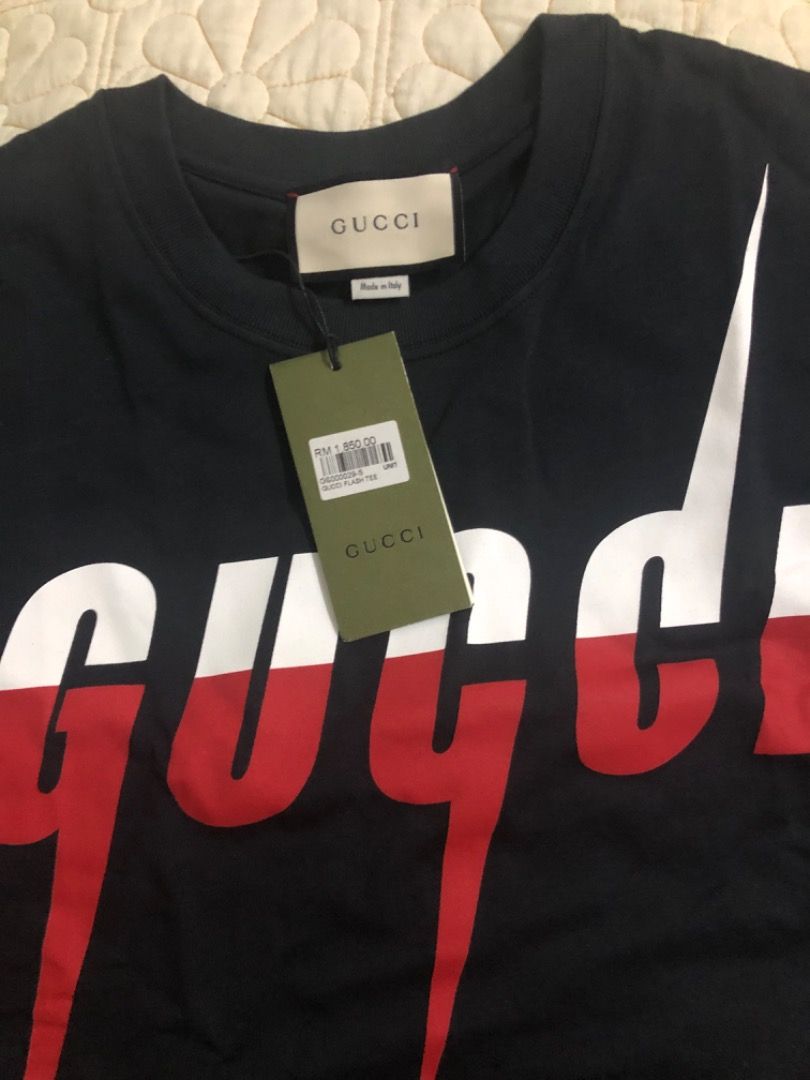 GUCCI
Made in Italy
RM 1,850.00
UNIT
GUCCI FLASH TEE
GUCCI
GUCCI